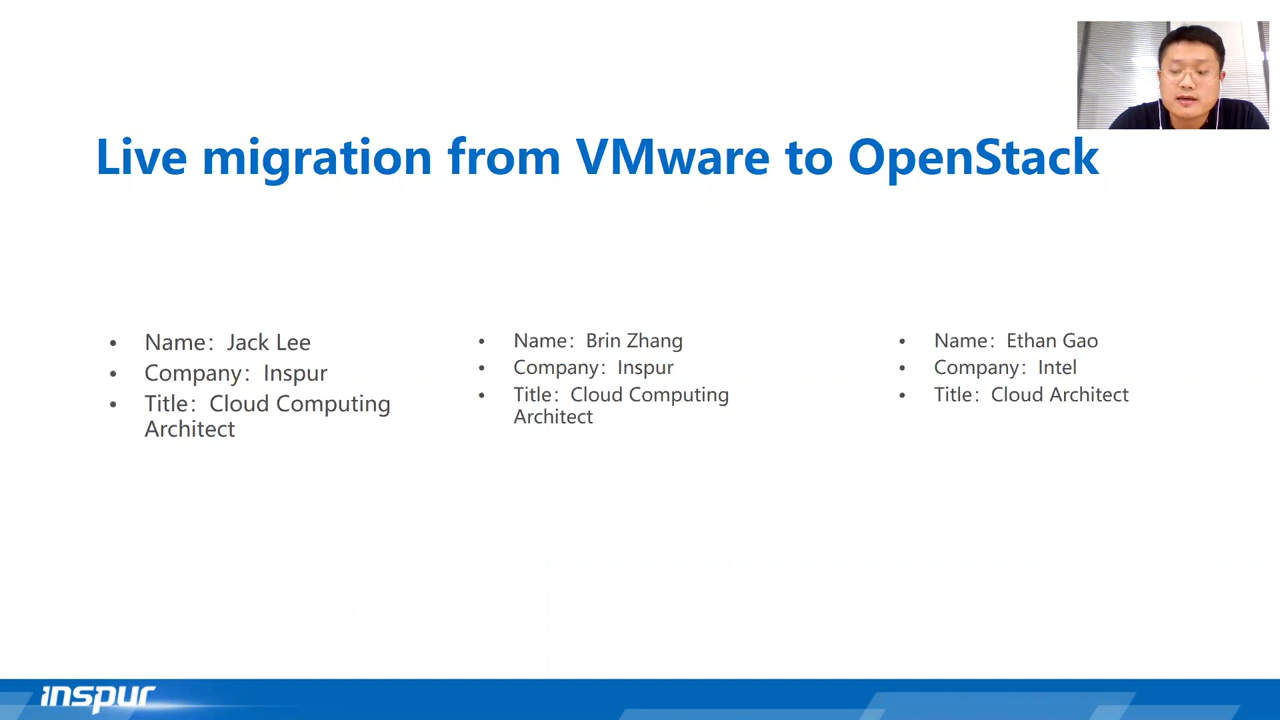 Live migration from VMware to OpenStack
• Name：Jack Lee
• Company：Inspur
• Title：Cloud Computing
Architect
• Name：Brin Zhang
• Company：Inspur
• Title：Cloud Computing
Architect
• Name：Ethan Gao
• Company：Intel
• Title：Cloud Architect
inspur